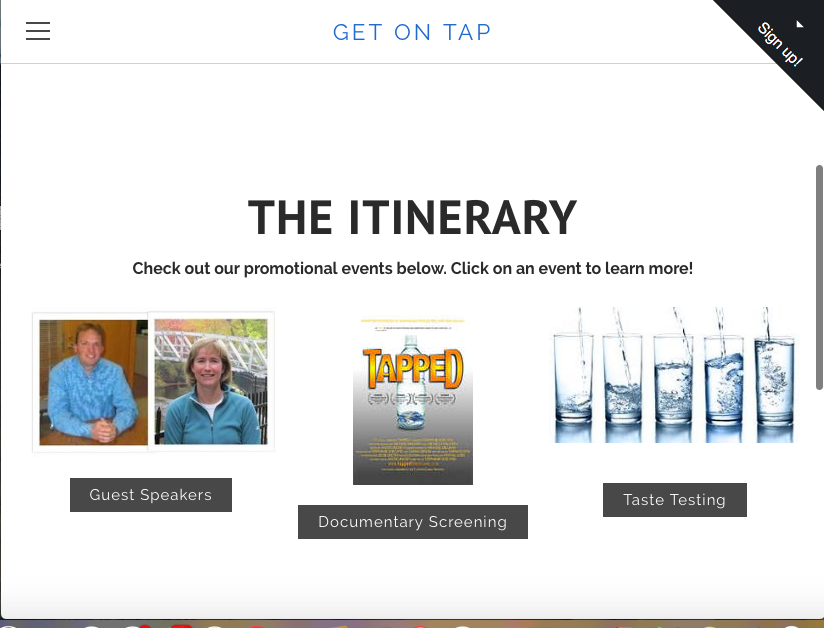 GET ON TAP
Sign up!
THE ITINERARY
Check out our promotional events below. Click on an event to learn more!
TAPPED
Guest Speakers
Documentary Screening
Taste Testing